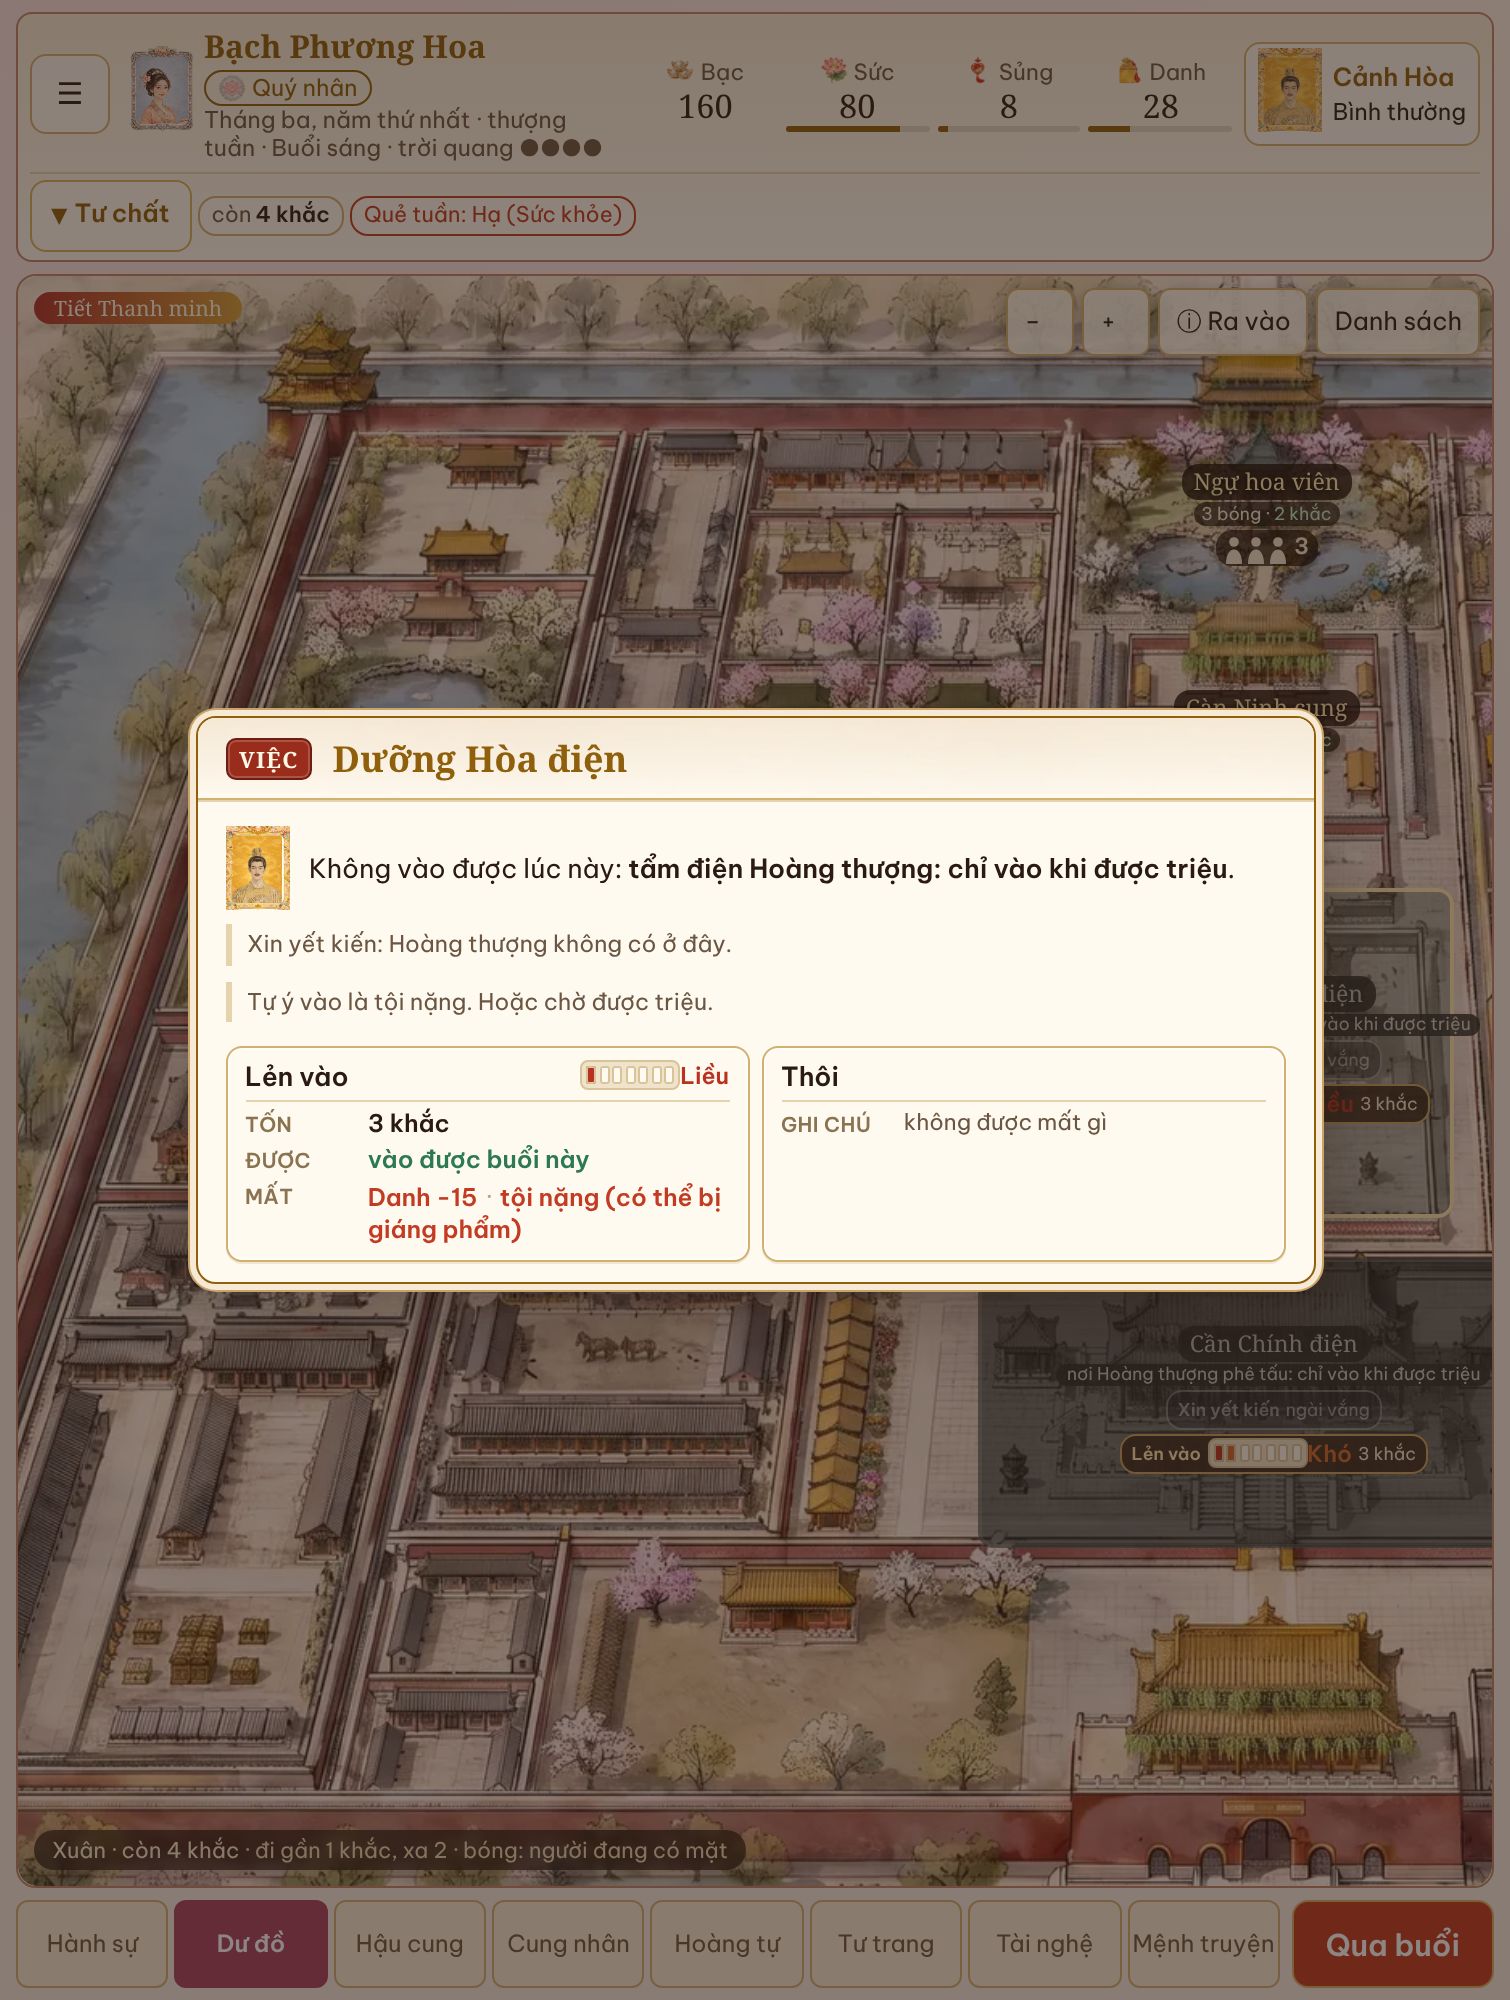 ☰
Bạch Phương Hoa
Quý nhân
Tháng ba, năm thứ nhất · thượng
tuần · Buổi sáng · trời quang ●●●●
Bạc
160
Sức
80
Sủng
8
Danh
28
Cảnh Hòa
Bình thường
▼ Tư chất
còn 4 khắc
Quẻ tuần: Hạ (Sức khỏe)
Tiết Thanh minh
−
+
ⓘ Ra vào
Danh sách
Ngự hoa viên
3 bóng · 2 khắc
3
Càn Ninh cung
VIỆC
Dưỡng Hòa điện
Không vào được lúc này: tẩm điện Hoàng thượng: chỉ vào khi được triệu.
Xin yết kiến: Hoàng thượng không có ở đây.
Tự ý vào là tội nặng. Hoặc chờ được triệu.
Lẻn vào
Liều
TỐN
3 khắc
ĐƯỢC
vào được buổi này
MẤT
Danh -15 · tội nặng (có thể bị
giáng phẩm)
Thôi
GHI CHÚ
không được mất gì
điện
vào khi được triệu
vắng
3 khắc
Cần Chính điện
nơi Hoàng thượng phê tấu: chỉ vào khi được triệu
Xin yết kiến ngài vắng
Lẻn vào
Khó 3 khắc
Xuân · còn 4 khắc · đi gần 1 khắc, xa 2 · bóng: người đang có mặt
Hành sự
Dư đồ
Hậu cung
Cung nhân
Hoàng tự
Tư trang
Tài nghệ
Mệnh truyện
Qua buổi